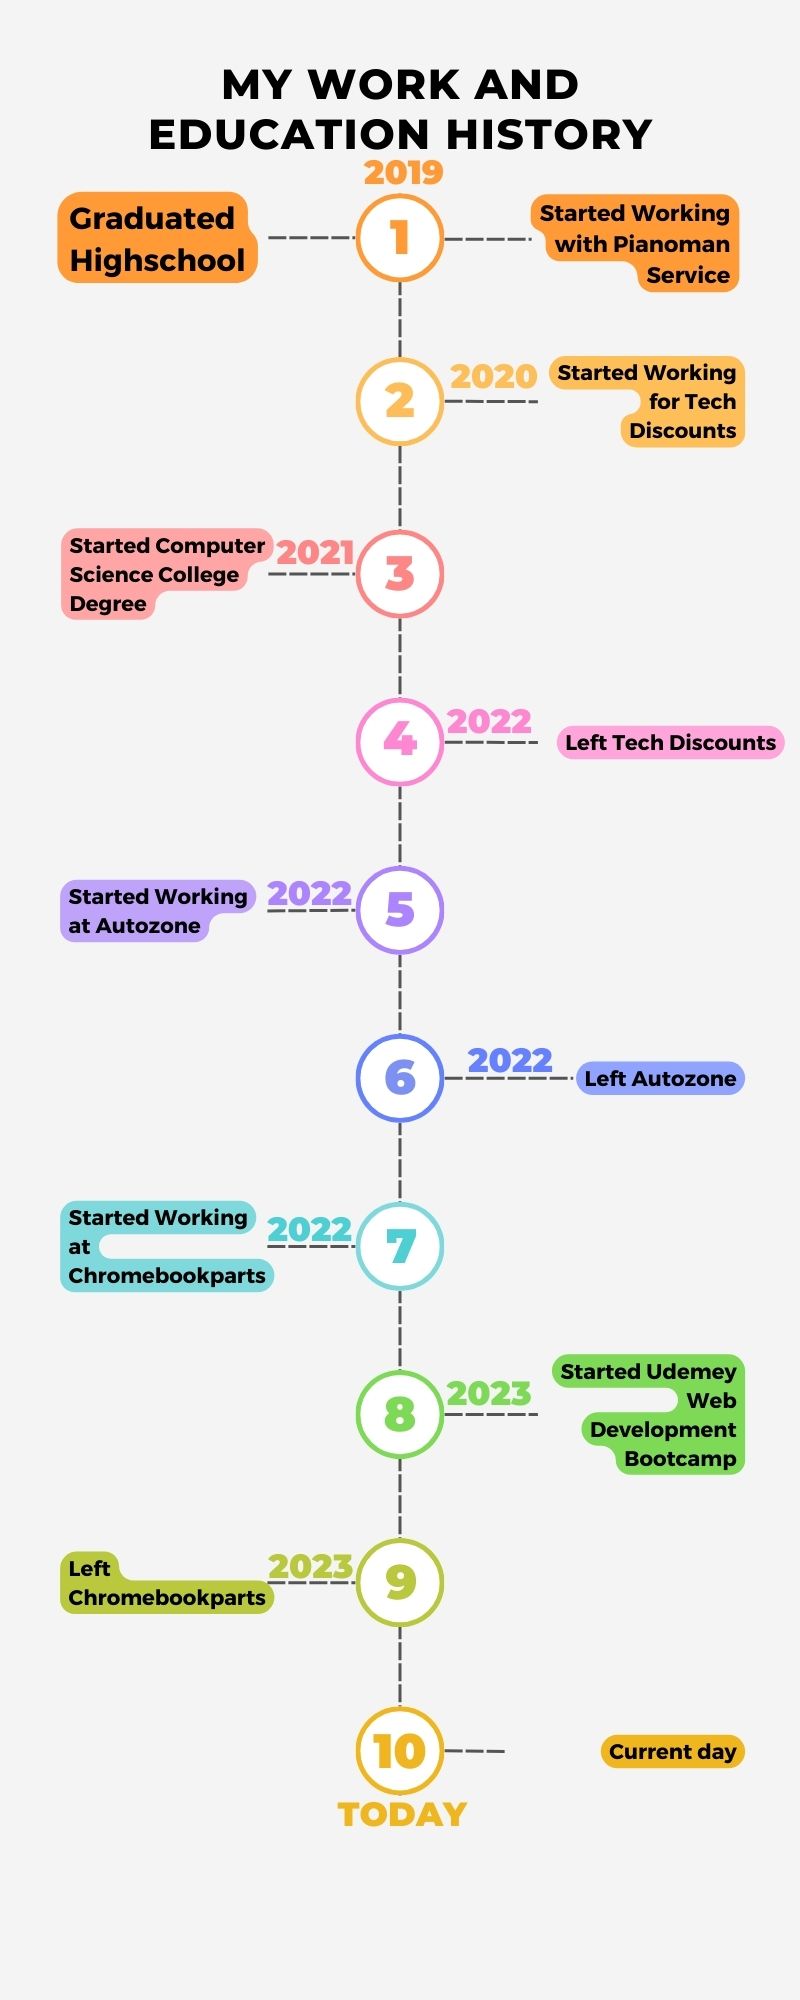 MY WORK AND
EDUCATION HISTORY
2019
Graduated
Highschool
1
Started Working
with Pianoman
Service
2
2020
Started Working
for Tech
Discounts
Started Computer
Science College
Degree
2021
3
4
2022
Left Tech Discounts
Started Working
at Autozone
2022
5
6
2022
Left Autozone
Started Working
at
Chromebookparts
2022
7
8
2023
Started Udemey
Web
Development
Bootcamp
Left
Chromebookparts
2023
9
10
Current day
TODAY